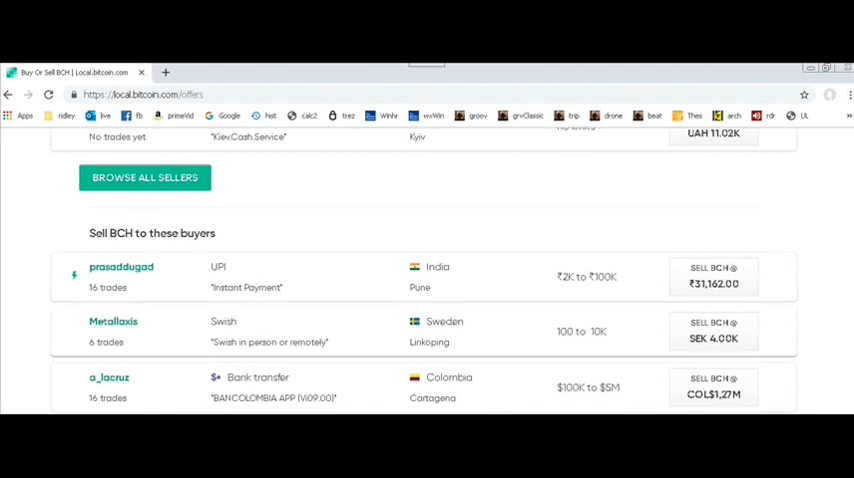 Buy Or Sell BCH | Local.bitcoin.com
https://local.bitcoin.com/offers
Apps ridley live fb primeVid Google hist calc2 trez Winhr wxWin groov grvClassic trip drone beat Thes arch rdr UL
No trades yet "Kiev.Cash.Service" Kyiv no limits UAH 11.02K
BROWSE ALL SELLERS
Sell BCH to these buyers
prasaddugad UPI India ₹2K to ₹100K SELL BCH @
16 trades "Instant Payment" Pune ₹31,162.00
Metallaxis Swish Sweden 100 to 10K SELL BCH @
6 trades "Swish in person or remotely" Linköping SEK 4.00K
a_lacruz Bank transfer Colombia $100K to $5M SELL BCH @
16 trades "BANCOLOMBIA APP (Vi09:00)" Cartagena COL$1,27M